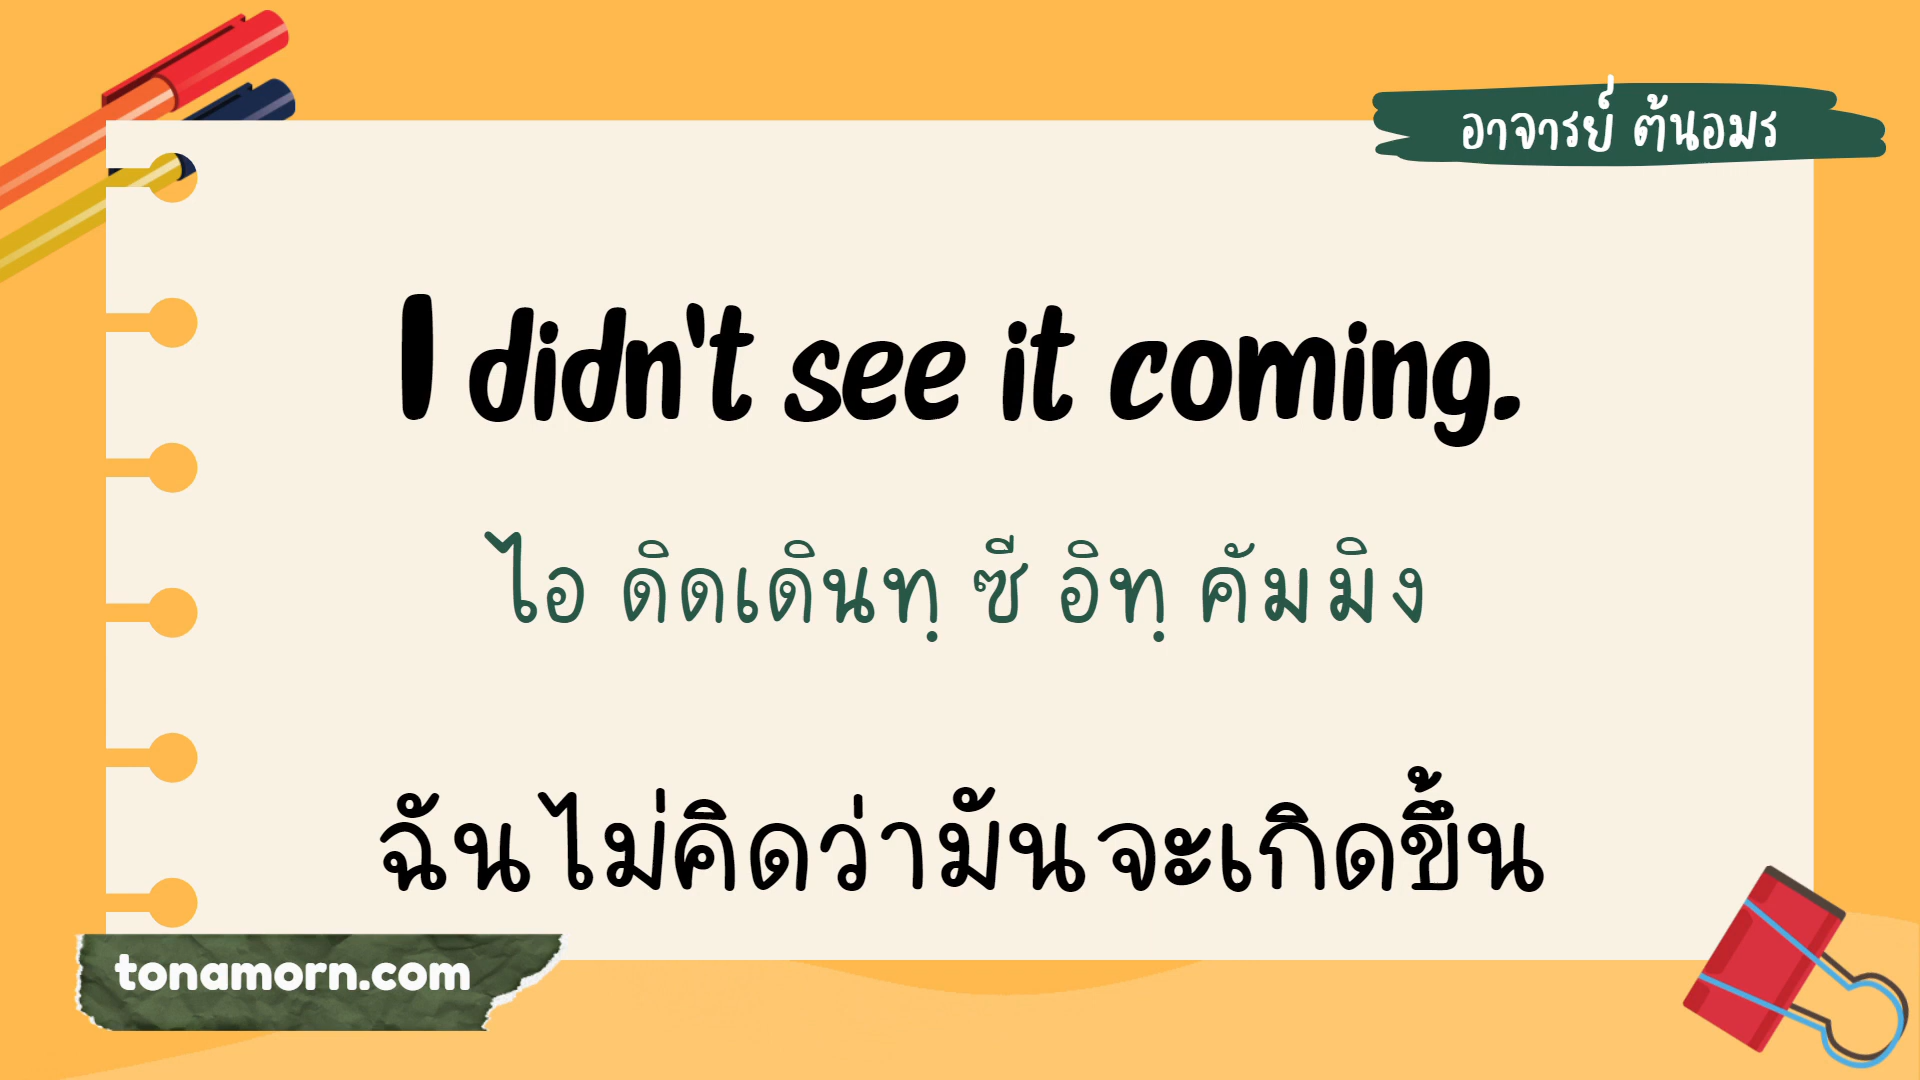 อาจารย์ ต้นอมร
I didn't see it coming.
ไอ ดิดเดินทฺ ซี อิทฺ คัมมิง
ฉันไม่คิดว่ามันจะเกิดขึ้น
tonamorn.com